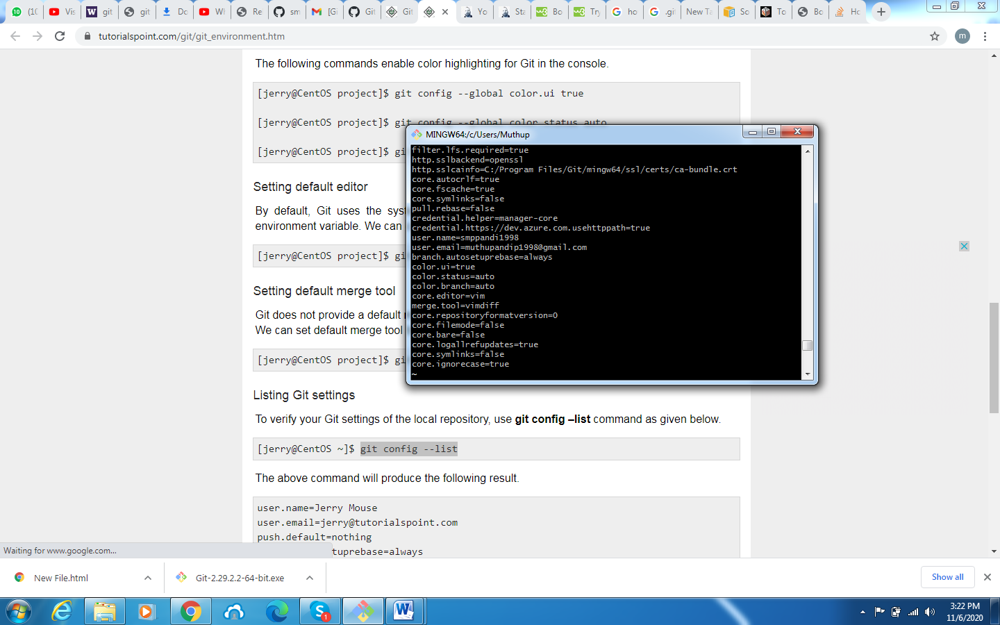 (10
Vis
git
git
Do
Wl
Re
sm
[Gi
Git
Git
Yo
Sta
Bo
Try
ho
.gi
New Ta
So
To
Bo
Ho
tutorialspoint.com/git/git_environment.htm
m
The following commands enable color highlighting for Git in the console.
[jerry@CentOS project]$ git config --global color.ui true
[jerry@CentOS project]$ git config --global color.status auto
[jerry@CentOS project]$ gi
Setting default editor
By default, Git uses the syst
environment variable. We can
[jerry@CentOS project]$ gi
Setting default merge tool
Git does not provide a default
We can set default merge tool
[jerry@CentOS project]$ gi
MINGW64:/c/Users/Muthup
filter.lfs.required=true
http.sslbackend=openssl
http.sslcainfo=C:/Program Files/Git/mingw64/ssl/certs/ca-bundle.crt
core.autocrlf=true
core.fscache=true
core.symlinks=false
pull.rebase=false
credential.helper=manager-core
credential.https://dev.azure.com.usehttppath=true
user.name=smppandi1998
user.email=muthupandip1998@gmail.com
branch.autosetuprebase=always
color.ui=true
color.status=auto
color.branch=auto
core.editor=vim
merge.tool=vimdiff
core.repositoryformatversion=0
core.filemode=false
core.bare=false
core.logallrefupdates=true
core.symlinks=false
core.ignorecase=true
~
Listing Git settings
To verify your Git settings of the local repository, use git config –list command as given below.
[jerry@CentOS ~]$ git config --list
The above command will produce the following result.
user.name=Jerry Mouse
user.email=jerry@tutorialspoint.com
push.default=nothing
tuprebase=always
Waiting for www.google.com...
New File.html
Git-2.29.2.2-64-bit.exe
Show all
3:22 PM
11/6/2020